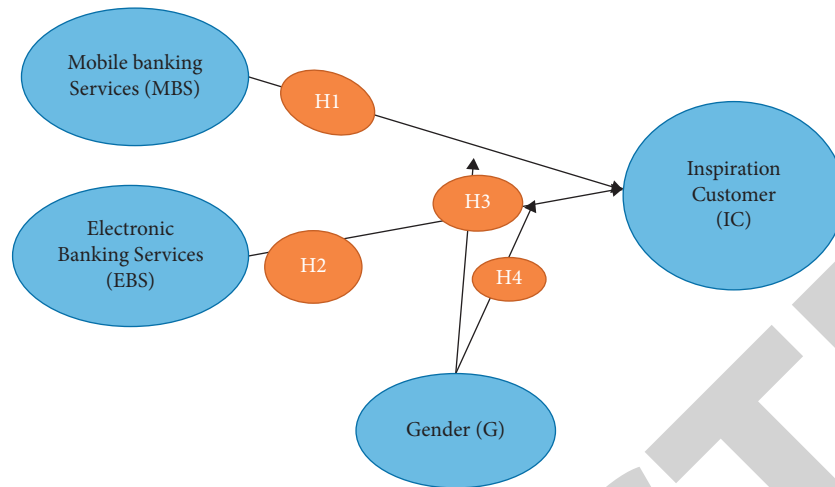 Mobile banking
Services (MBS)
H1
Inspiration
Customer
(IC)
H3
Electronic
Banking Services
(EBS)
H2
H4
Gender (G)